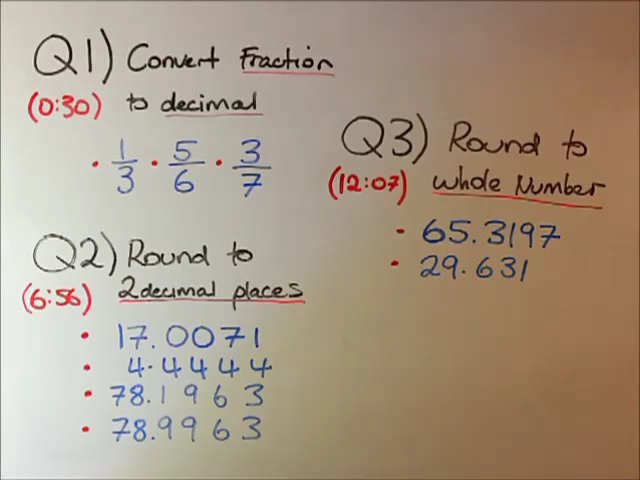 Q1) Convert Fraction
(0:30) to decimal
• 1/3 • 5/6 • 3/7
Q2) Round to
(6:56) 2 decimal places
• 17.0071
• 4.4444
• 78.1963
• 78.9963
Q3) Round to
(12:07) whole Number
• 65.3197
• 29.631